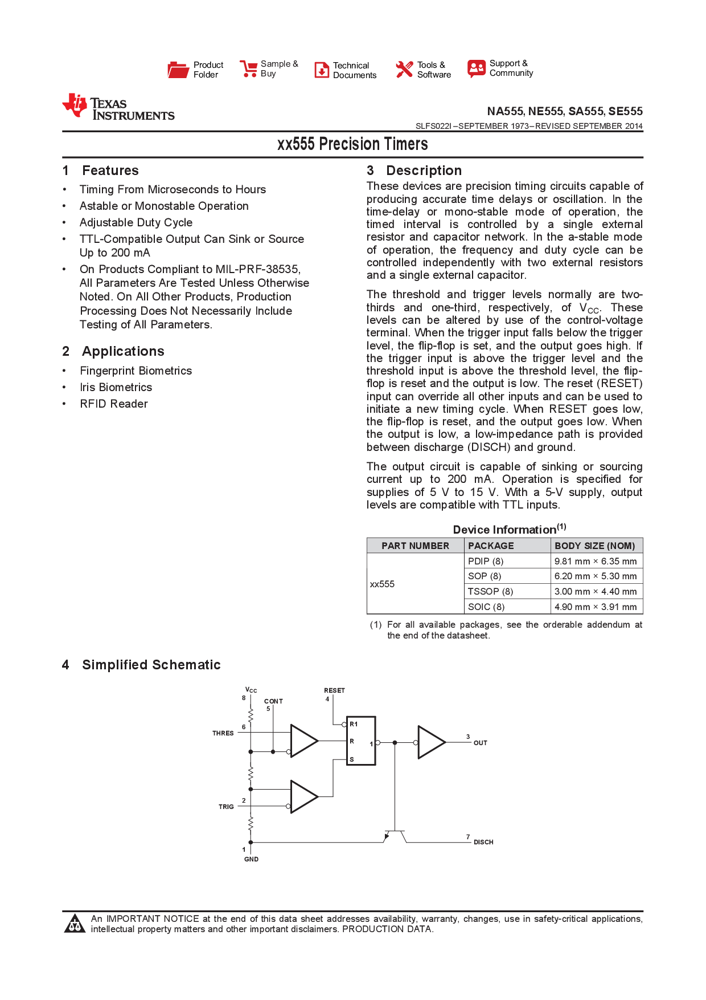 Product
Folder
Sample &
Buy
Technical
Documents
Tools &
Software
Support &
Community
TEXAS
INSTRUMENTS
NA555, NE555, SA555, SE555
SLFS022I –SEPTEMBER 1973–REVISED SEPTEMBER 2014
xx555 Precision Timers
1 Features
• Timing From Microseconds to Hours
• Astable or Monostable Operation
• Adjustable Duty Cycle
• TTL-Compatible Output Can Sink or Source
Up to 200 mA
• On Products Compliant to MIL-PRF-38535,
All Parameters Are Tested Unless Otherwise
Noted. On All Other Products, Production
Processing Does Not Necessarily Include
Testing of All Parameters.
2 Applications
• Fingerprint Biometrics
• Iris Biometrics
• RFID Reader
3 Description
These devices are precision timing circuits capable of
producing accurate time delays or oscillation. In the
time-delay or mono-stable mode of operation, the
timed interval is controlled by a single external
resistor and capacitor network. In the a-stable mode
of operation, the frequency and duty cycle can be
controlled independently with two external resistors
and a single external capacitor.
The threshold and trigger levels normally are two-
thirds and one-third, respectively, of VCC. These
levels can be altered by use of the control-voltage
terminal. When the trigger input falls below the trigger
level, the flip-flop is set, and the output goes high. If
the trigger input is above the trigger level and the
threshold input is above the threshold level, the flip-
flop is reset and the output is low. The reset (RESET)
input can override all other inputs and can be used to
initiate a new timing cycle. When RESET goes low,
the flip-flop is reset, and the output goes low. When
the output is low, a low-impedance path is provided
between discharge (DISCH) and ground.
The output circuit is capable of sinking or sourcing
current up to 200 mA. Operation is specified for
supplies of 5 V to 15 V. With a 5-V supply, output
levels are compatible with TTL inputs.
Device Information(1)
PART NUMBER PACKAGE BODY SIZE (NOM)
xx555
PDIP (8) 9.81 mm × 6.35 mm
SOP (8) 6.20 mm × 5.30 mm
TSSOP (8) 3.00 mm × 4.40 mm
SOIC (8) 4.90 mm × 3.91 mm
(1) For all available packages, see the orderable addendum at
the end of the datasheet.
4 Simplified Schematic
VCC
8
CONT
5
RESET
4
6
THRES
R1
R
1
S
3
OUT
2
TRIG
7
DISCH
1
GND
An IMPORTANT NOTICE at the end of this data sheet addresses availability, warranty, changes, use in safety-critical applications,
intellectual property matters and other important disclaimers. PRODUCTION DATA.